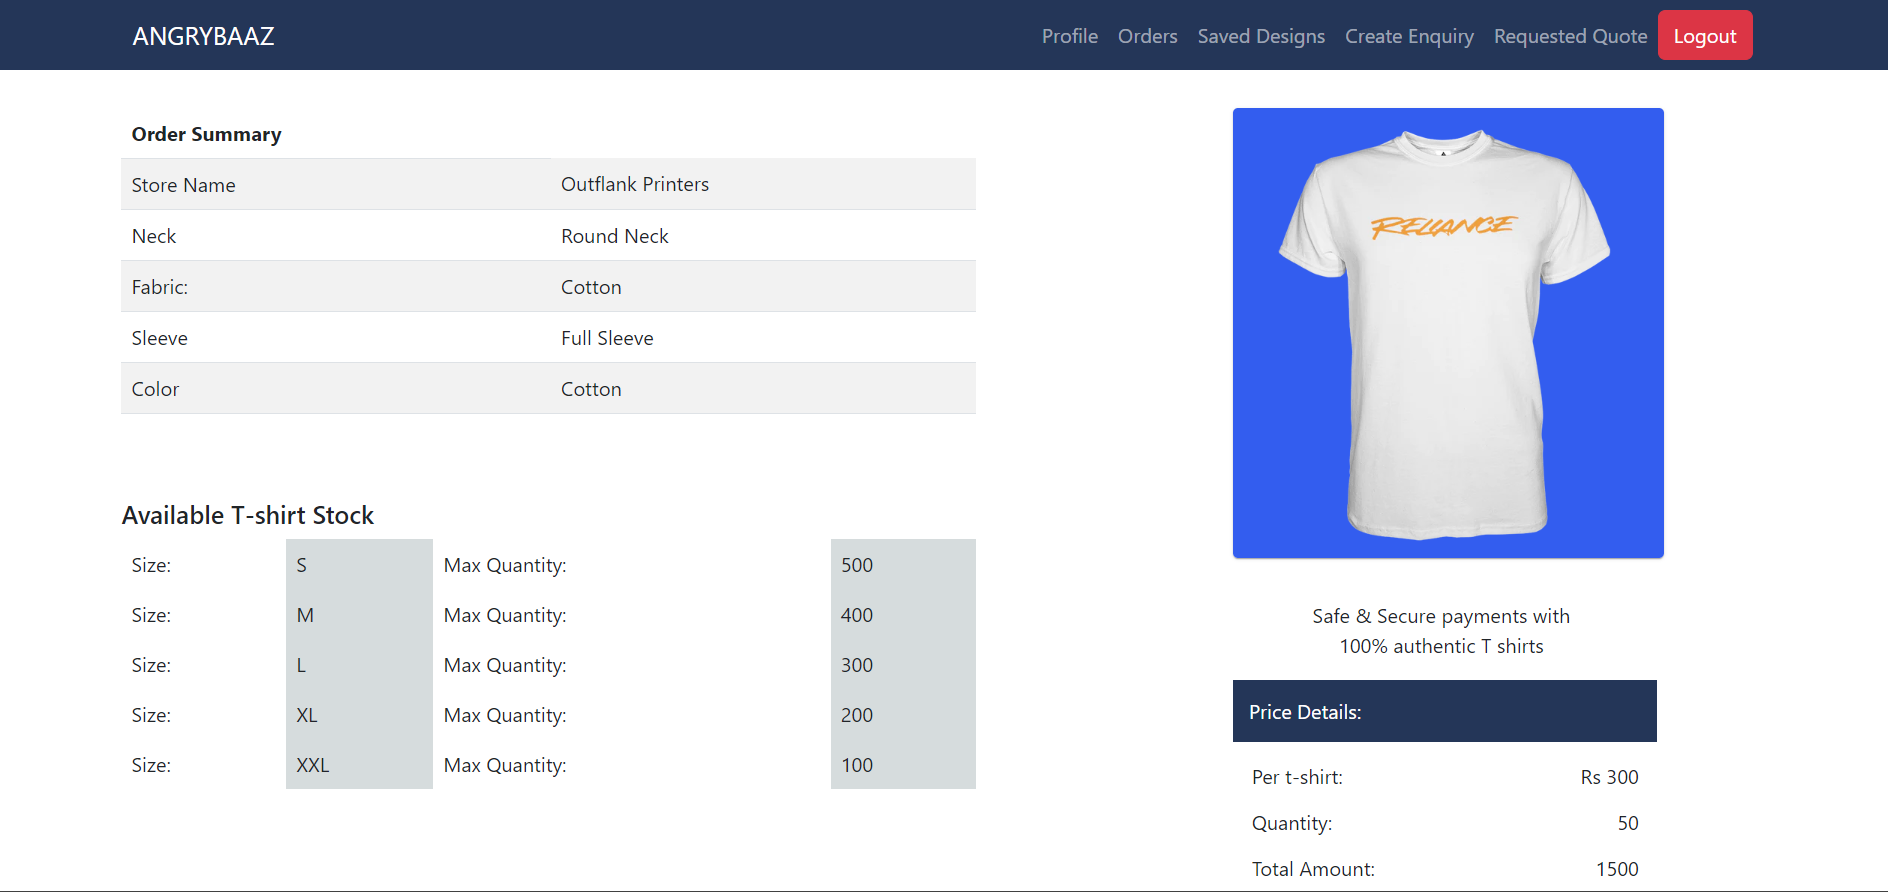 ANGRYBAAZ Profile Orders Saved Designs Create Enquiry Requested Quote Logout
Order Summary
Store Name Outflank Printers
Neck Round Neck
Fabric: Cotton
Sleeve Full Sleeve
Color Cotton
Available T-shirt Stock
Size: S Max Quantity: 500
Size: M Max Quantity: 400
Size: L Max Quantity: 300
Size: XL Max Quantity: 200
Size: XXL Max Quantity: 100
RELIANCE
Safe & Secure payments with
100% authentic T shirts
Price Details:
Per t-shirt: Rs 300
Quantity: 50
Total Amount: 1500